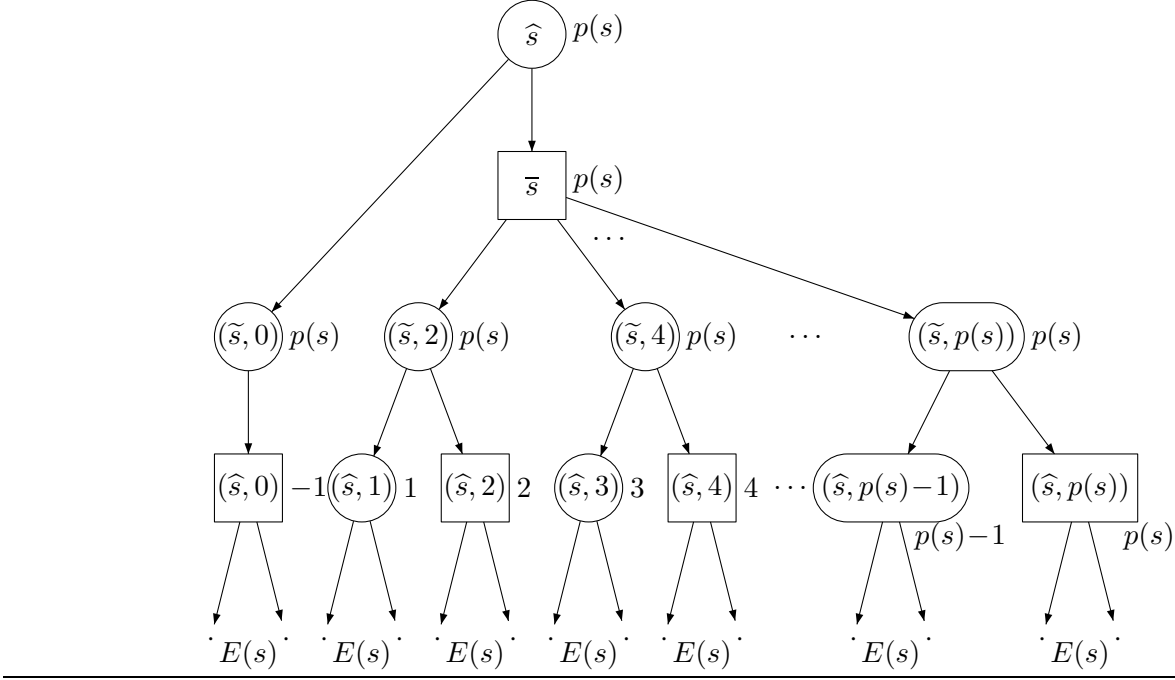 ŝ p(s)
s̅ p(s)
···
(s̃, 0) p(s) (s̃, 2) p(s) (s̃, 4) p(s) ··· (s̃, p(s)) p(s)
(ŝ, 0) −1 (ŝ, 1) 1 (ŝ, 2) 2 (ŝ, 3) 3 (ŝ, 4) 4 ··· (ŝ, p(s)−1) (ŝ, p(s))
p(s)−1 p(s)
· E(s) · · E(s) · · E(s) · · E(s) · · E(s) · · E(s) · · E(s) ·